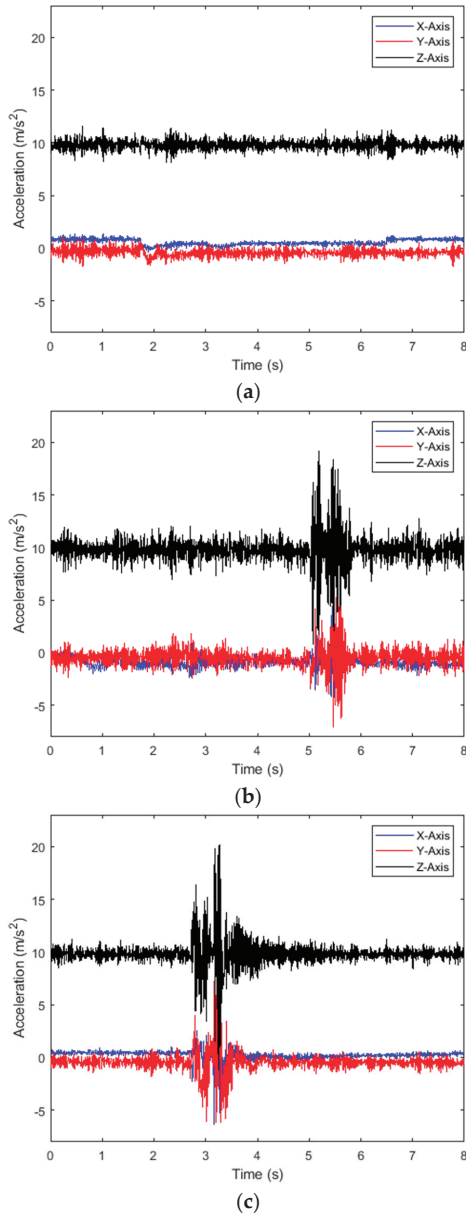 20
15
10
5
0
-5
Acceleration (m/s²)
X-Axis
Y-Axis
Z-Axis
0 1 2 3 4 5 6 7 8
Time (s)
(a)
20
15
10
5
0
-5
Acceleration (m/s²)
X-Axis
Y-Axis
Z-Axis
0 1 2 3 4 5 6 7 8
Time (s)
(b)
20
15
10
5
0
-5
Acceleration (m/s²)
X-Axis
Y-Axis
Z-Axis
0 1 2 3 4 5 6 7 8
Time (s)
(c)